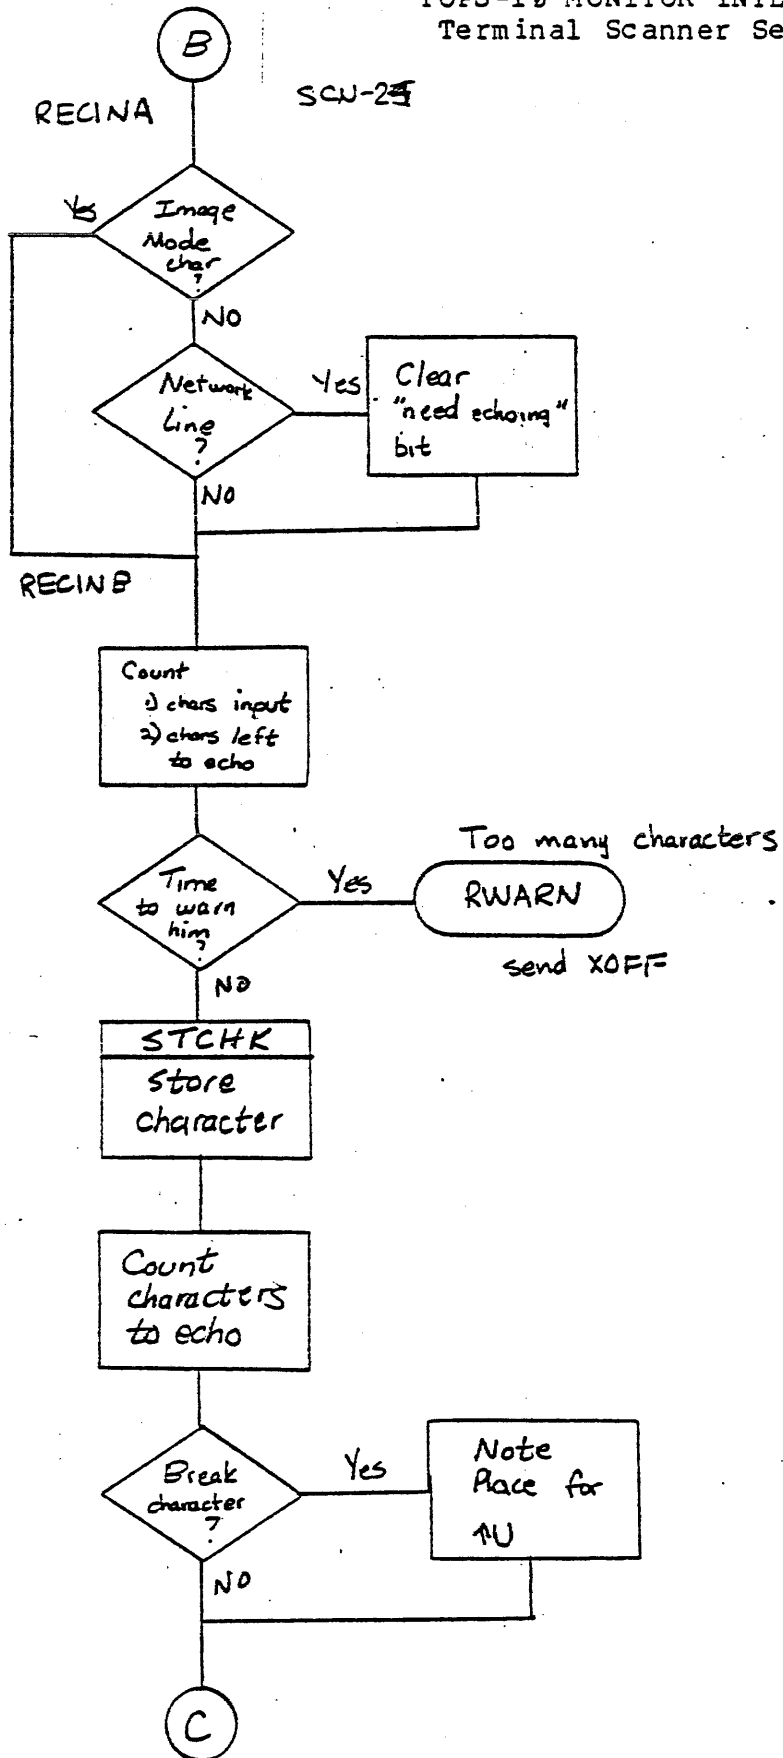 Terminal Scanner Se
B
SCN-25
RECINA
Yes
Image
Mode
char
?
NO
Network
Line
?
Yes
Clear
"need echoing"
bit
NO
RECINB
Count
1) chars input
2) chars left
to echo
Too many characters
Time
to warn
him
?
Yes
RWARN
send XOFF
NO
STCHK
store
character
Count
characters
to echo
Break
character
?
Yes
Note
Place for
↑U
NO
C